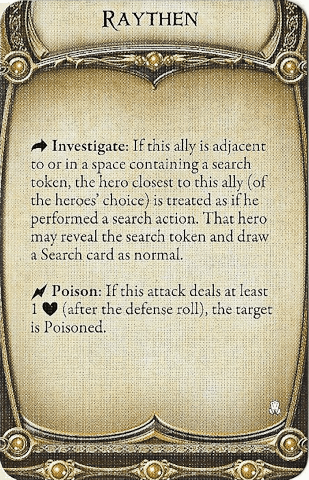 RAYTHEN
Investigate: If this ally is adjacent
to or in a space containing a search
token, the hero closest to this ally (of
the heroes' choice) is treated as if he
performed a search action. That hero
may reveal the search token and draw
a Search card as normal.
Poison: If this attack deals at least
1 (after the defense roll), the target
is Poisoned.